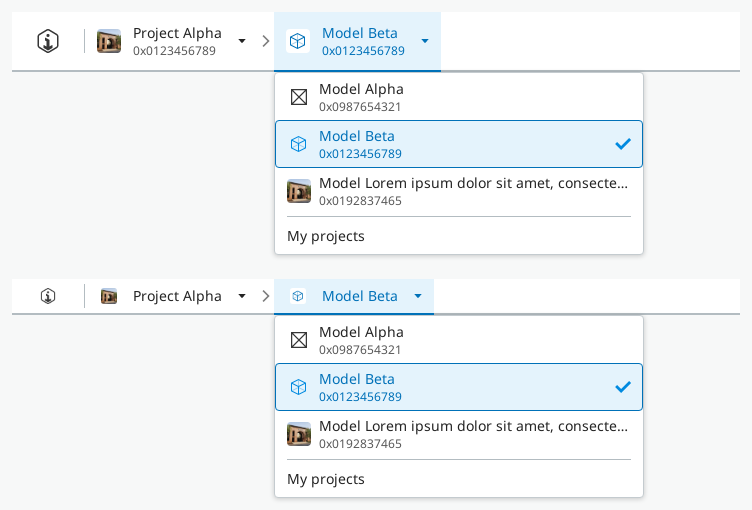 Project Alpha
0x0123456789
Model Beta
0x0123456789
Model Alpha
0x0987654321
Model Beta
0x0123456789
Model Lorem ipsum dolor sit amet, consecte...
0x0192837465
My projects
Project Alpha
Model Beta
Model Alpha
0x0987654321
Model Beta
0x0123456789
Model Lorem ipsum dolor sit amet, consecte...
0x0192837465
My projects